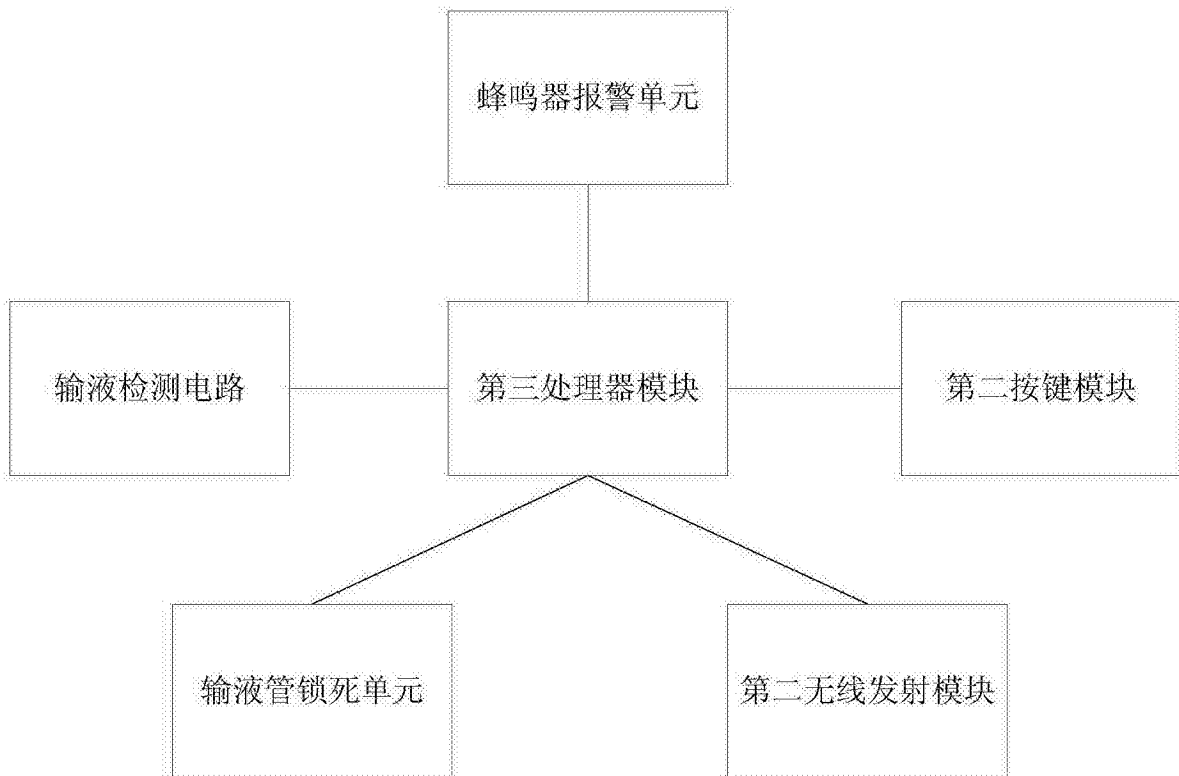 蜂鸣器报警单元
输液检测电路
第三处理器模块
第二按键模块
输液管锁死单元
第二无线发射模块